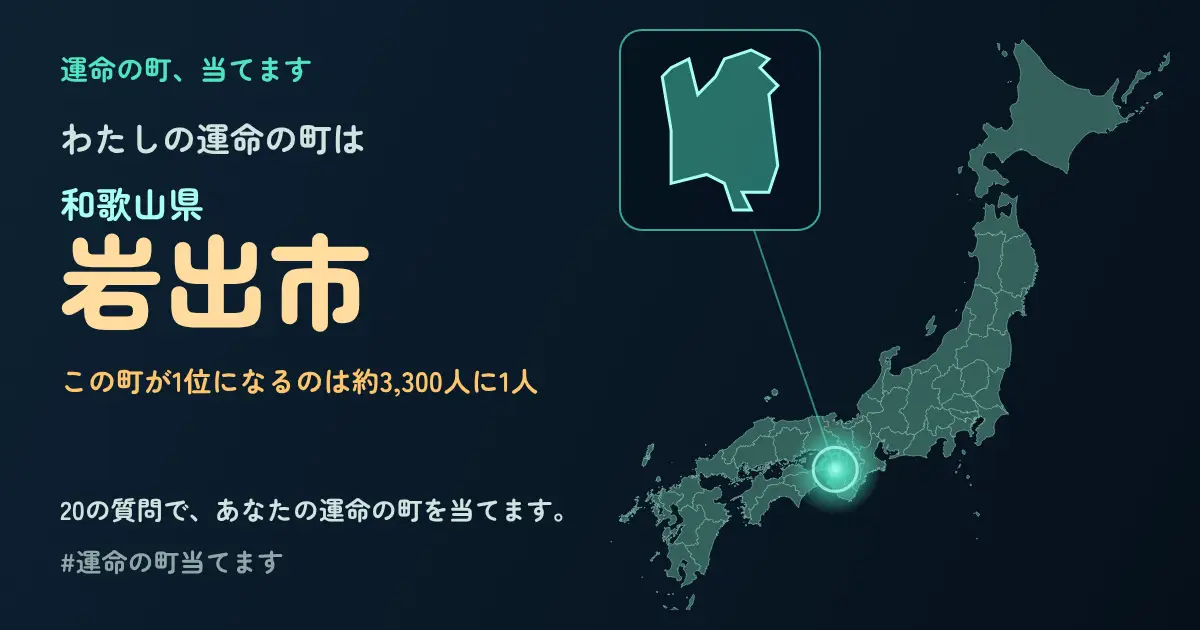 運命の町、当てます
わたしの運命の町は
和歌山県
岩出市
この町が1位になるのは約3,300人に1人
20の質問で、あなたの運命の町を当てます。
#運命の町当てます